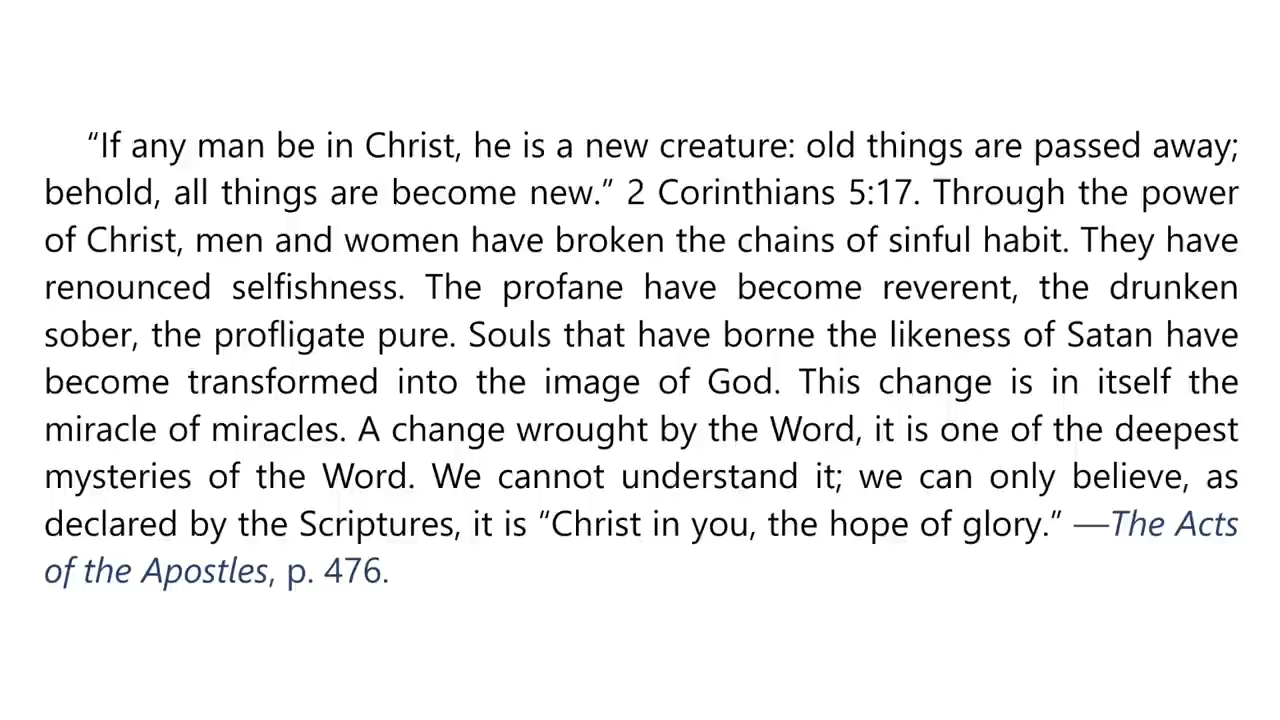 “If any man be in Christ, he is a new creature: old things are passed away;
behold, all things are become new.” 2 Corinthians 5:17. Through the power
of Christ, men and women have broken the chains of sinful habit. They have
renounced selfishness. The profane have become reverent, the drunken
sober, the profligate pure. Souls that have borne the likeness of Satan have
become transformed into the image of God. This change is in itself the
miracle of miracles. A change wrought by the Word, it is one of the deepest
mysteries of the Word. We cannot understand it; we can only believe, as
declared by the Scriptures, it is “Christ in you, the hope of glory.” —The Acts
of the Apostles, p. 476.